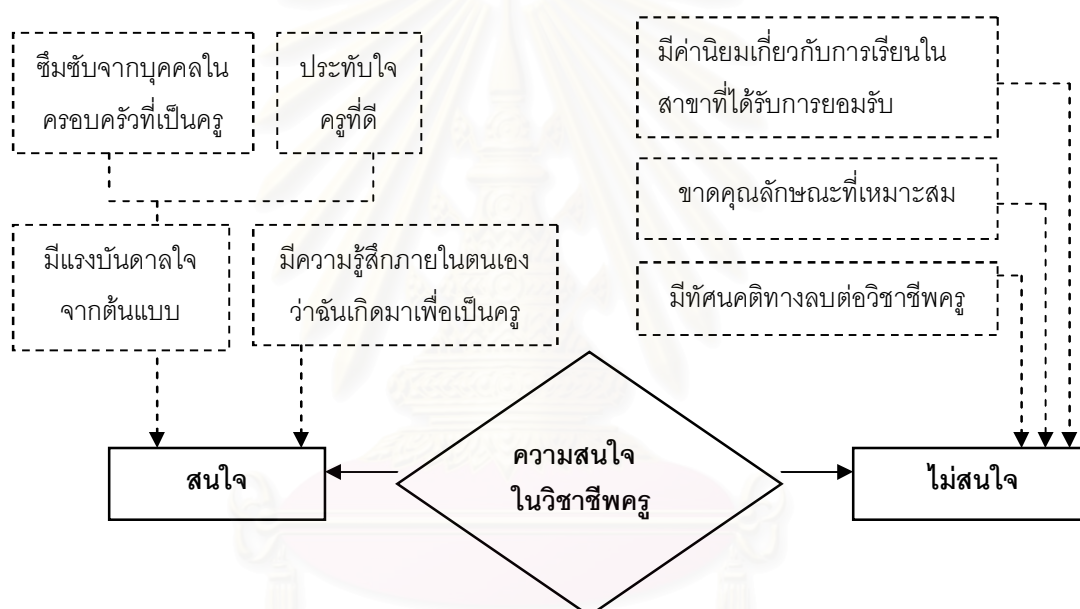 ซึมซับจากบุคคลใน
ครอบครัวที่เป็นครู
ประทับใจ
ครูที่ดี
มีค่านิยมเกี่ยวกับการเรียนใน
สาขาที่ได้รับการยอมรับ
ขาดคุณลักษณะที่เหมาะสม
มีแรงบันดาลใจ
จากต้นแบบ
มีความรู้สึกภายในตนเอง
ว่าฉันเกิดมาเพื่อเป็นครู
มีทัศนคติทางลบต่อวิชาชีพครู
สนใจ
ความสนใจ
ในวิชาชีพครู
ไม่สนใจ